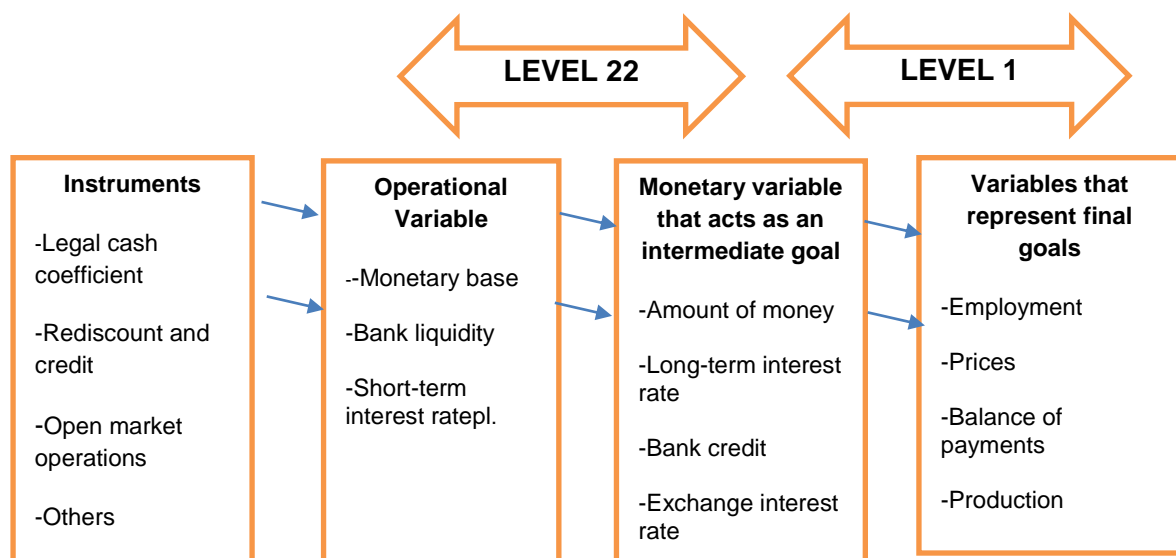 LEVEL 22
LEVEL 1
Instruments
-Legal cash
coefficient
-Rediscount and
credit
-Open market
operations
-Others
Operational
Variable
--Monetary base
-Bank liquidity
-Short-term
interest ratepl.
Monetary variable
that acts as an
intermediate goal
-Amount of money
-Long-term interest
rate
-Bank credit
-Exchange interest
rate
Variables that
represent final
goals
-Employment
-Prices
-Balance of
payments
-Production